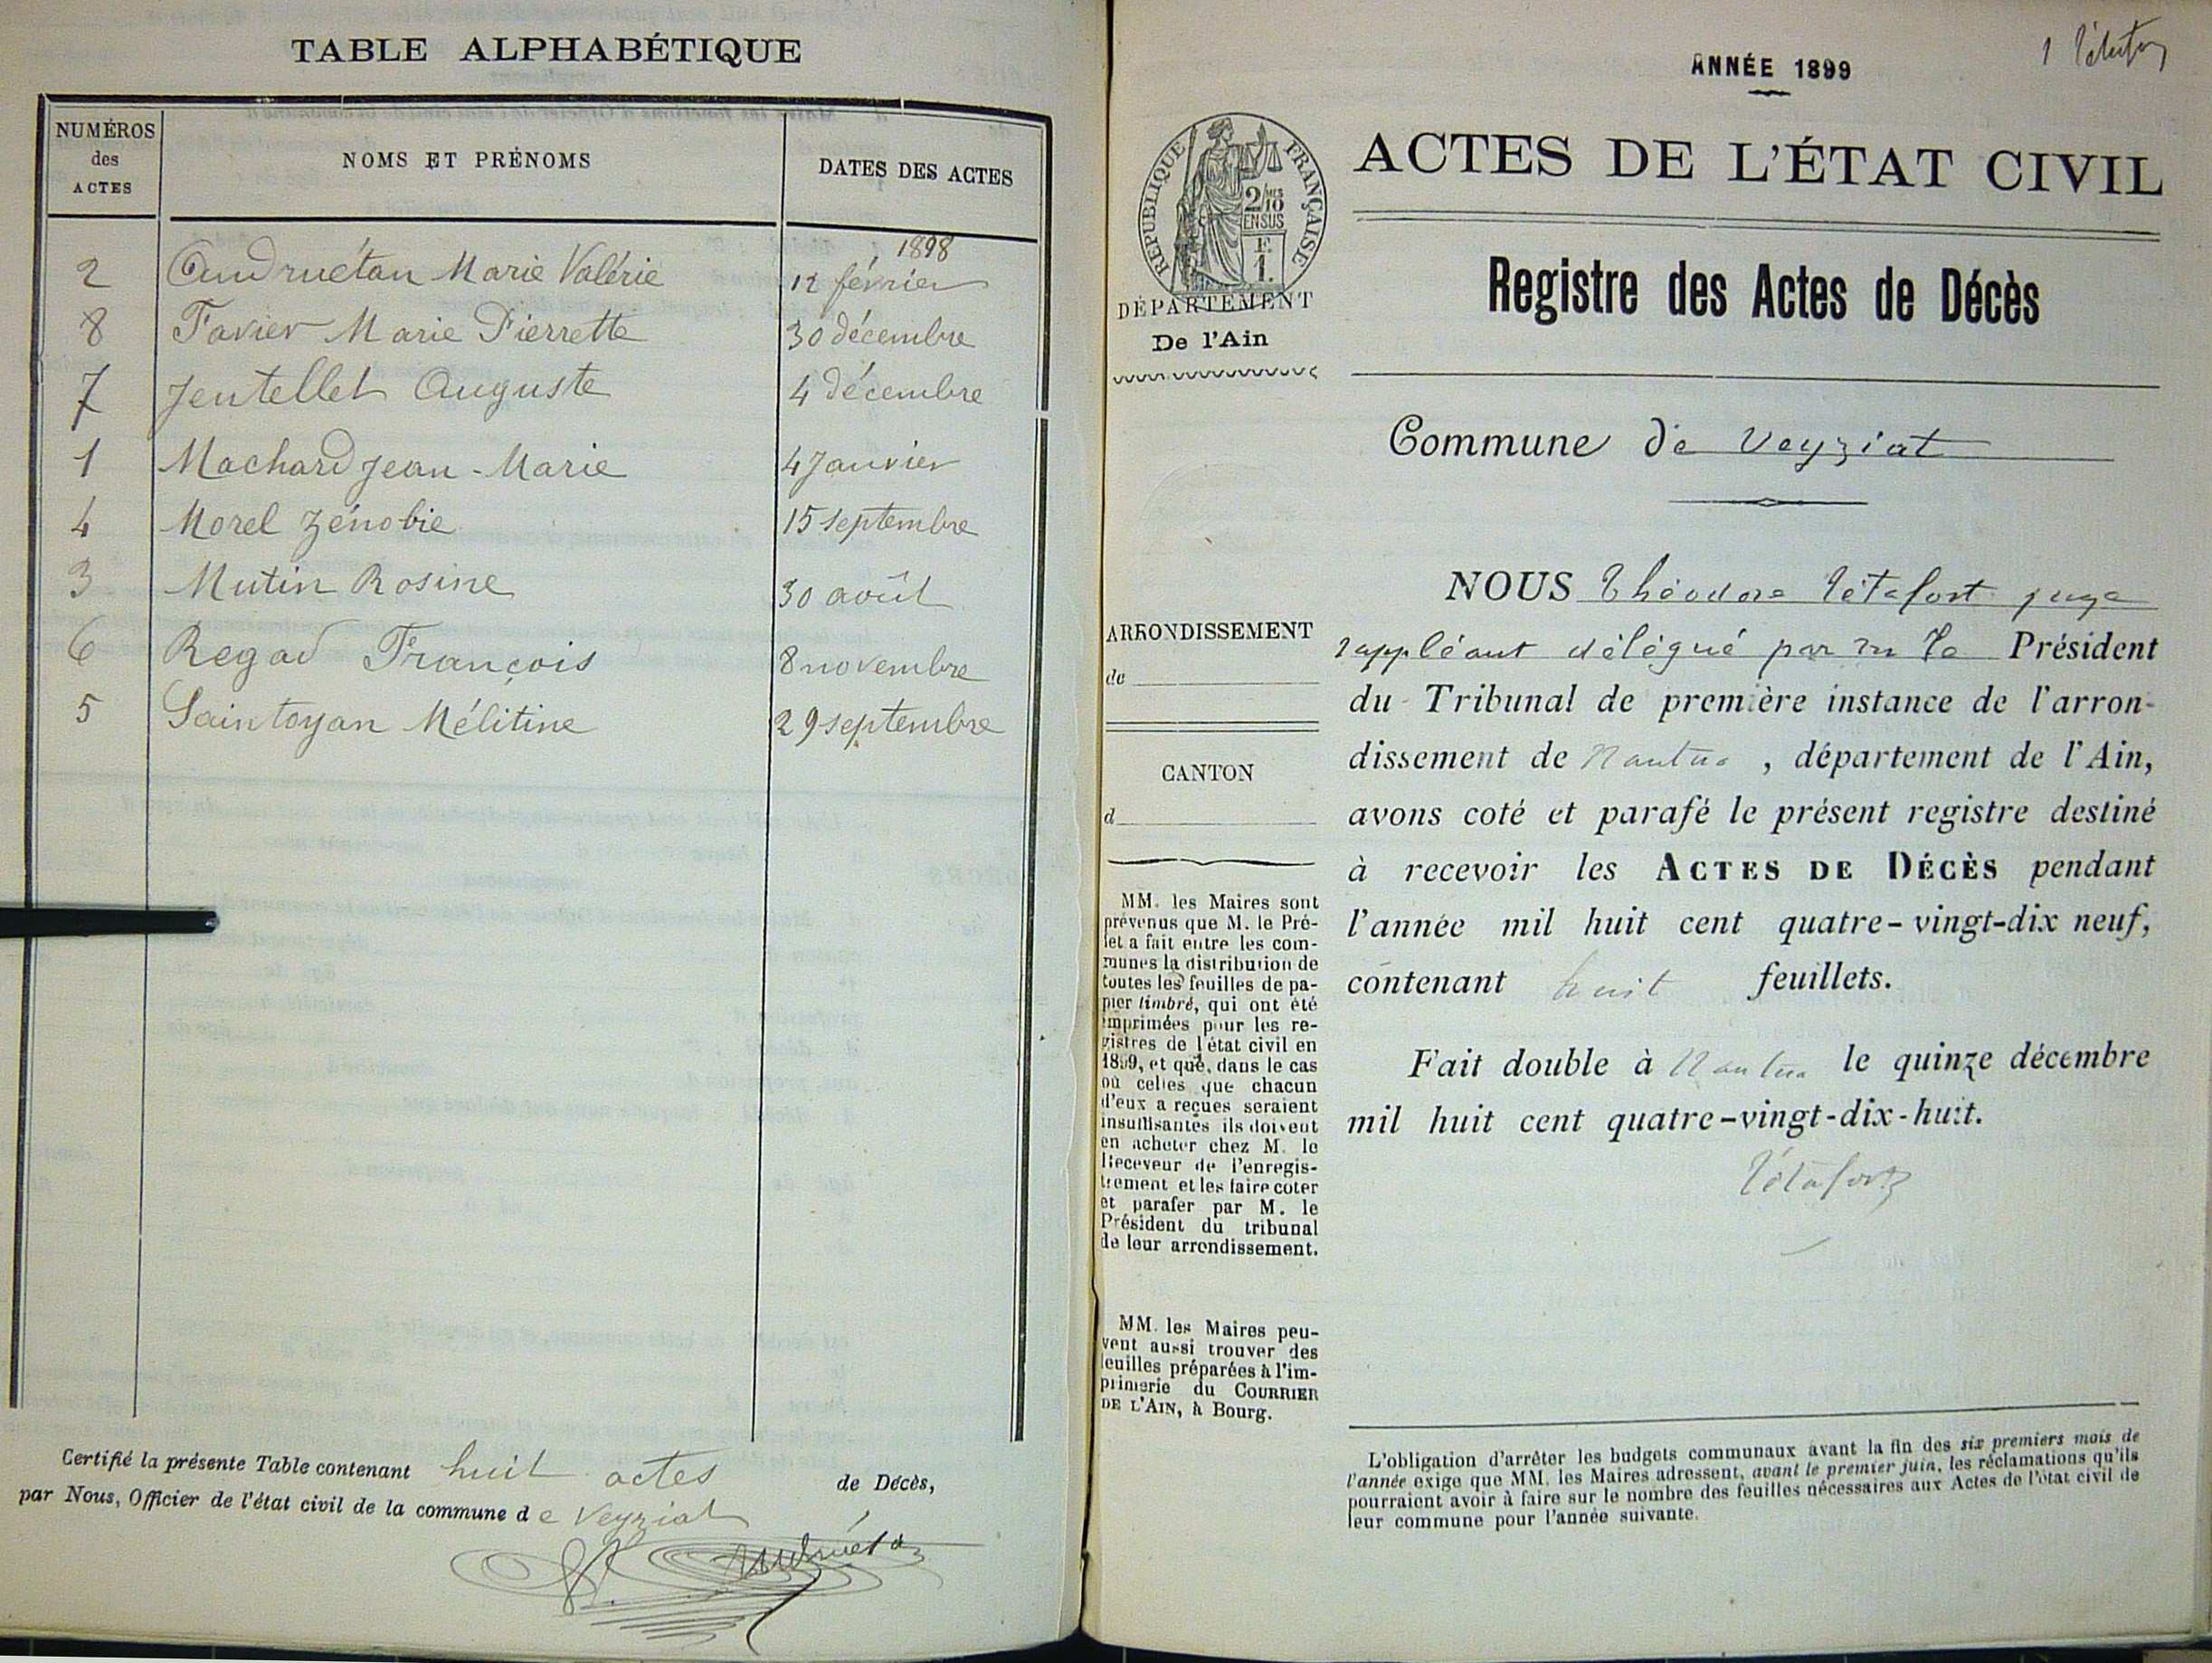 TABLE ALPHABÉTIQUE
NUMÉROS des ACTES
NOMS ET PRÉNOMS
DATES DES ACTES
1898
2 Andruétan Marie Valérie 12 février
8 Favier Marie Pierrette 30 décembre
7 Jentellet Auguste 4 décembre
1 Machard Jean-Marie 4 Janvier
4 Morel Zénobie 15 septembre
3 Mutin Rosine 30 août
6 Regad François 8 novembre
5 Saintoyan Mélitine 29 septembre
Certifié la présente Table contenant huit actes de Décès,
par Nous, Officier de l'état civil de la commune de Veyziat
ANNÉE 1899
ACTES DE L'ÉTAT CIVIL
RÉPUBLIQUE FRANÇAISE
2/10 EN SUS
F.
1.
DÉPARTEMENT
De l'Ain
Registre des Actes de Décès
Commune de Veyziat
ARRONDISSEMENT
de
CANTON
d
MM. les Maires sont
prévenus que M. le Pré-
fet a fait entre les com-
munes la distribution de
toutes les feuilles de pa-
pier timbré, qui ont été
imprimées pour les re-
gistres de l'état civil en
1899, et que, dans le cas
où celles que chacun
d'eux a reçues seraient
insuffisantes ils doivent
en acheter chez M. le
Receveur de l'enregis-
trement et les faire coter
et parafer par M. le
Président du tribunal
de leur arrondissement.
MM. les Maires peu-
vent aussi trouver des
feuilles préparées à l'im-
primerie du COURRIER
DE L'AIN, à Bourg.
NOUS Théodore Tétafort juge
suppléant délégué par M le Président
du Tribunal de première instance de l'arron-
dissement de Nantua, département de l'Ain,
avons coté et parafé le présent registre destiné
à recevoir les ACTES DE DÉCÈS pendant
l'année mil huit cent quatre-vingt-dix neuf,
contenant huit feuillets.
Fait double à Nantua le quinze décembre
mil huit cent quatre-vingt-dix-huit.
Tétafort
L'obligation d'arrêter les budgets communaux avant la fin des six premiers mois de
l'année exige que MM. les Maires adressent, avant le premier juin, les réclamations qu'ils
pourraient avoir à faire sur le nombre des feuilles nécessaires aux Actes de l'état civil de
leur commune pour l'année suivante.